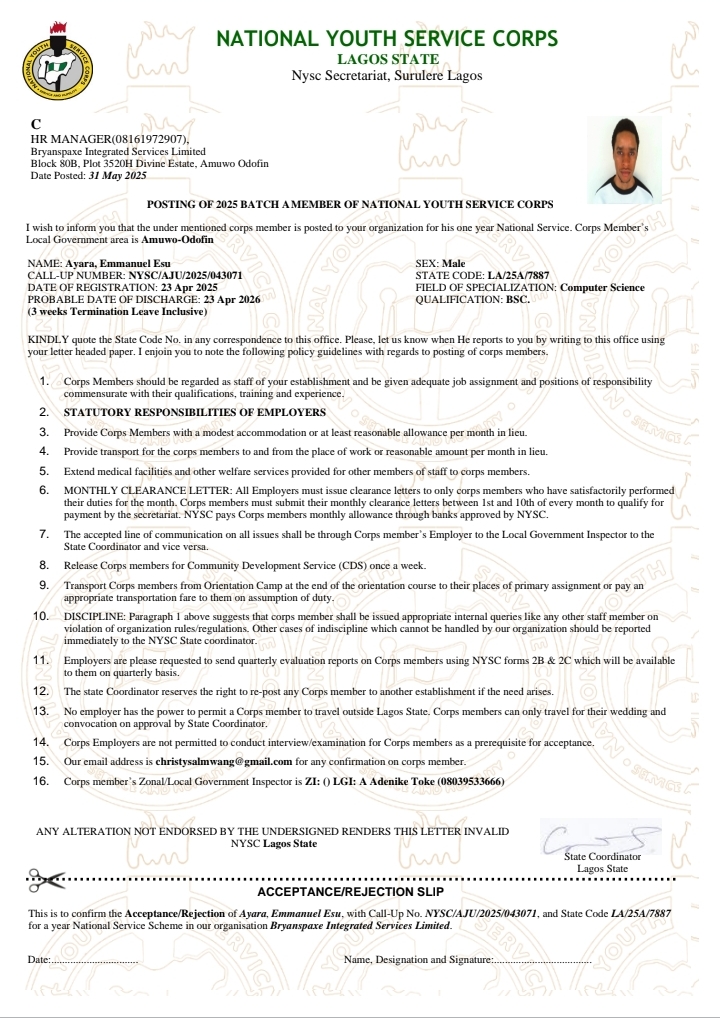 NATIONAL YOUTH SERVICE CORPS
LAGOS STATE
Nysc Secretariat, Surulere Lagos
C
HR MANAGER(08161972907),
Bryanspaxe Integrated Services Limited
Block 80B, Plot 3520H Divine Estate, Amuwo Odofin
Date Posted: 31 May 2025
POSTING OF 2025 BATCH A MEMBER OF NATIONAL YOUTH SERVICE CORPS
I wish to inform you that the under mentioned corps member is posted to your organization for his one year National Service. Corps Member's
Local Government area is Amuwo-Odofin
NAME: Ayara, Emmanuel Esu
CALL-UP NUMBER: NYSC/AJU/2025/043071
DATE OF REGISTRATION: 23 Apr 2025
PROBABLE DATE OF DISCHARGE: 23 Apr 2026
(3 weeks Termination Leave Inclusive)
SEX: Male
STATE CODE: LA/25A/7887
FIELD OF SPECIALIZATION: Computer Science
QUALIFICATION: BSC.
KINDLY quote the State Code No. in any correspondence to this office. Please, let us know when He reports to you by writing to this office using
your letter headed paper. I enjoin you to note the following policy guidelines with regards to posting of corps members.
1. Corps Members should be regarded as staff of your establishment and be given adequate job assignment and positions of responsibility
commensurate with their qualifications, training and experience.
2. STATUTORY RESPONSIBILITIES OF EMPLOYERS
3. Provide Corps Members with a modest accommodation or at least reasonable allowance per month in lieu.
4. Provide transport for the corps members to and from the place of work or reasonable amount per month in lieu.
5. Extend medical facilities and other welfare services provided for other members of staff to corps members.
6. MONTHLY CLEARANCE LETTER: All Employers must issue clearance letters to only corps members who have satisfactorily performed
their duties for the month. Corps members must submit their monthly clearance letters between 1st and 10th of every month to qualify for
payment by the secretariat. NYSC pays Corps members monthly allowance through banks approved by NYSC.
7. The accepted line of communication on all issues shall be through Corps member's Employer to the Local Government Inspector to the
State Coordinator and vice versa.
8. Release Corps members for Community Development Service (CDS) once a week.
9. Transport Corps members from Orientation Camp at the end of the orientation course to their places of primary assignment or pay an
appropriate transportation fare to them on assumption of duty.
10. DISCIPLINE: Paragraph 1 above suggests that corps member shall be issued appropriate internal queries like any other staff member on
violation of organization rules/regulations. Other cases of indiscipline which cannot be handled by our organization should be reported
immediately to the NYSC State coordinator.
11. Employers are please requested to send quarterly evaluation reports on Corps members using NYSC forms 2B & 2C which will be available
to them on quarterly basis.
12. The state Coordinator reserves the right to re-post any Corps member to another establishment if the need arises.
13. No employer has the power to permit a Corps member to travel outside Lagos State. Corps members can only travel for their wedding and
convocation on approval by State Coordinator.
14. Corps Employers are not permitted to conduct interview/examination for Corps members as a prerequisite for acceptance.
15. Our email address is christysalmwang@gmail.com for any confirmation on corps member.
16. Corps member's Zonal/Local Government Inspector is ZI: () LGI: A Adenike Toke (08039533666)
ANY ALTERATION NOT ENDORSED BY THE UNDERSIGNED RENDERS THIS LETTER INVALID
NYSC Lagos State
State Coordinator
Lagos State
ACCEPTANCE/REJECTION SLIP
This is to confirm the Acceptance/Rejection of Ayara, Emmanuel Esu, with Call-Up No. NYSC/AJU/2025/043071, and State Code LA/25A/7887
for a year National Service Scheme in our organisation Bryanspaxe Integrated Services Limited.
Date:................................
Name, Designation and Signature:....................................